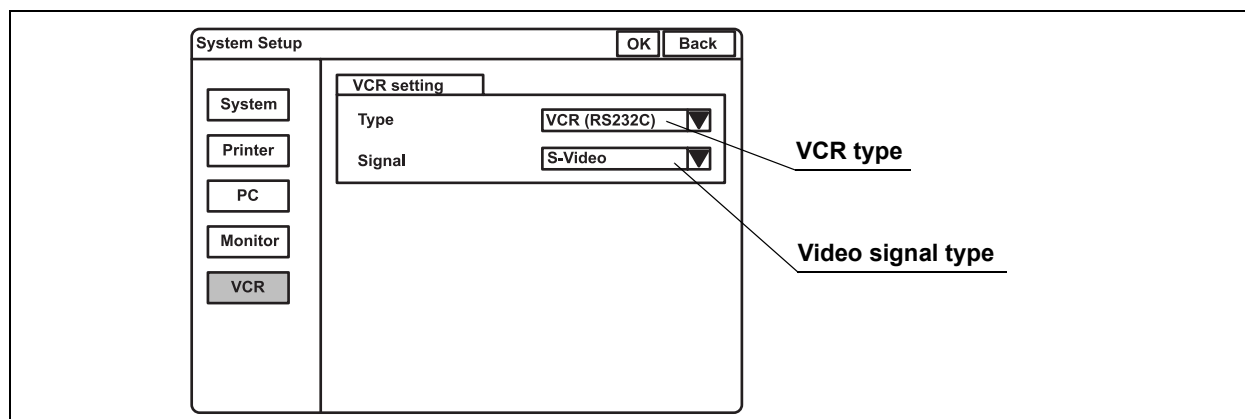 System Setup OK Back
VCR setting
System
Type VCR (RS232C)
VCR type
Printer
Signal S-Video
PC
Monitor
Video signal type
VCR